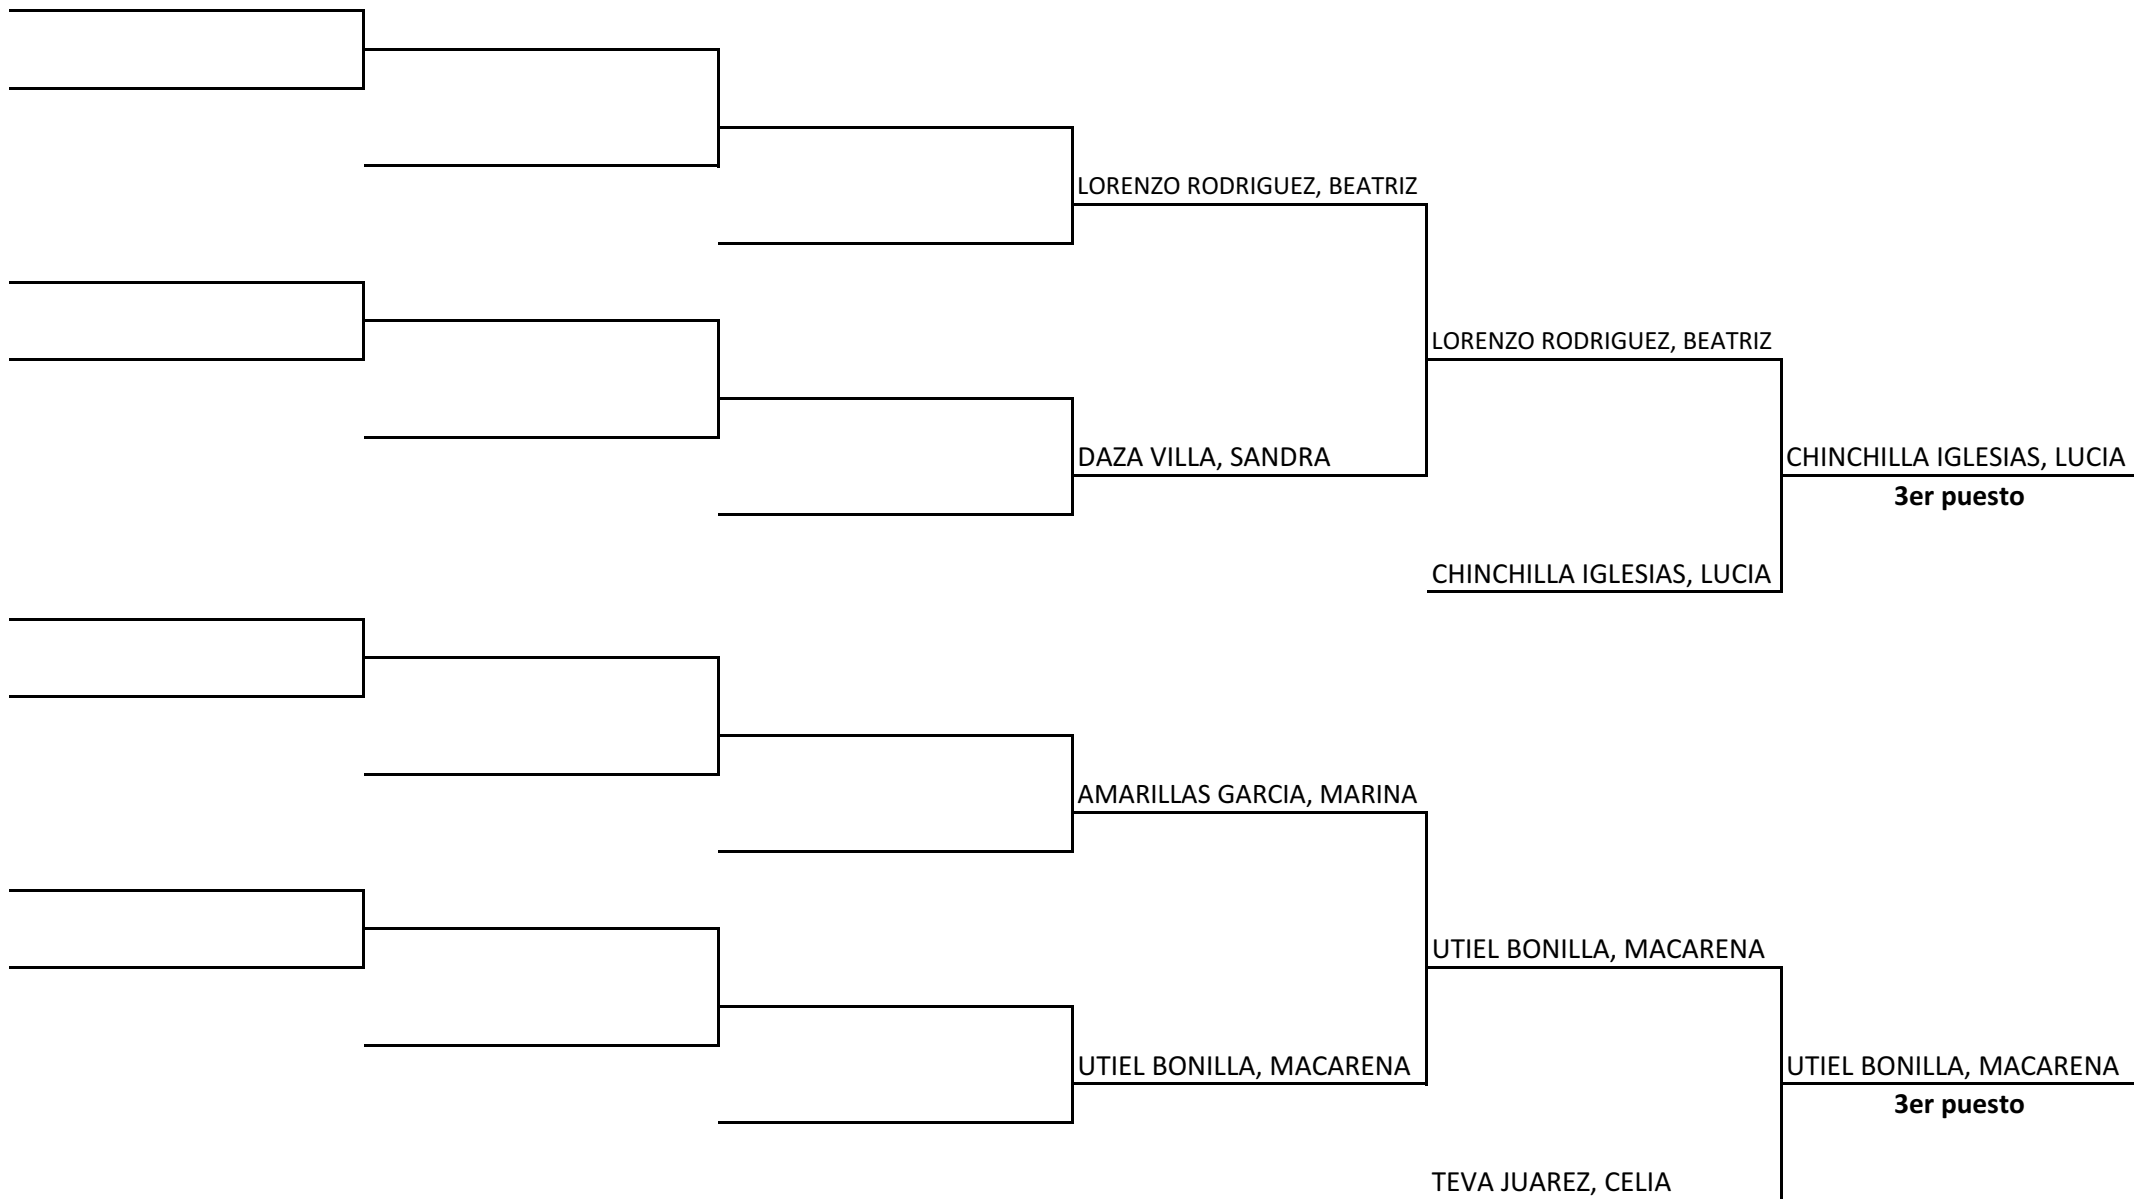 LORENZO RODRIGUEZ, BEATRIZ
LORENZO RODRIGUEZ, BEATRIZ
DAZA VILLA, SANDRA
CHINCHILLA IGLESIAS, LUCIA
3er puesto
CHINCHILLA IGLESIAS, LUCIA
AMARILLAS GARCIA, MARINA
UTIEL BONILLA, MACARENA
UTIEL BONILLA, MACARENA
UTIEL BONILLA, MACARENA
3er puesto
TEVA JUAREZ, CELIA